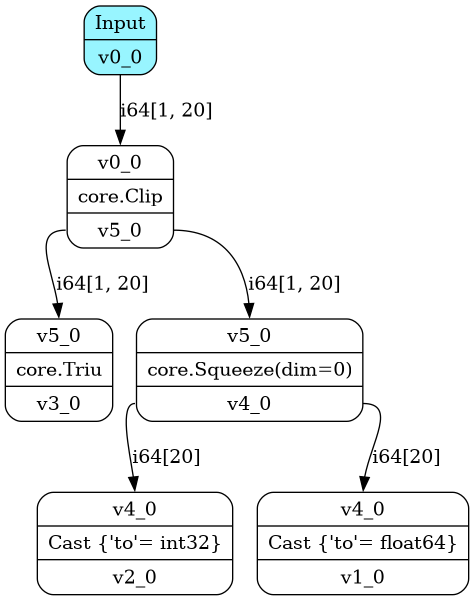 Input
v0_0
i64[1, 20]
v0_0
core.Clip
v5_0
i64[1, 20]
i64[1, 20]
v5_0
core.Triu
v3_0
v5_0
core.Squeeze(dim=0)
v4_0
i64[20]
i64[20]
v4_0
Cast {'to'= int32}
v2_0
v4_0
Cast {'to'= float64}
v1_0